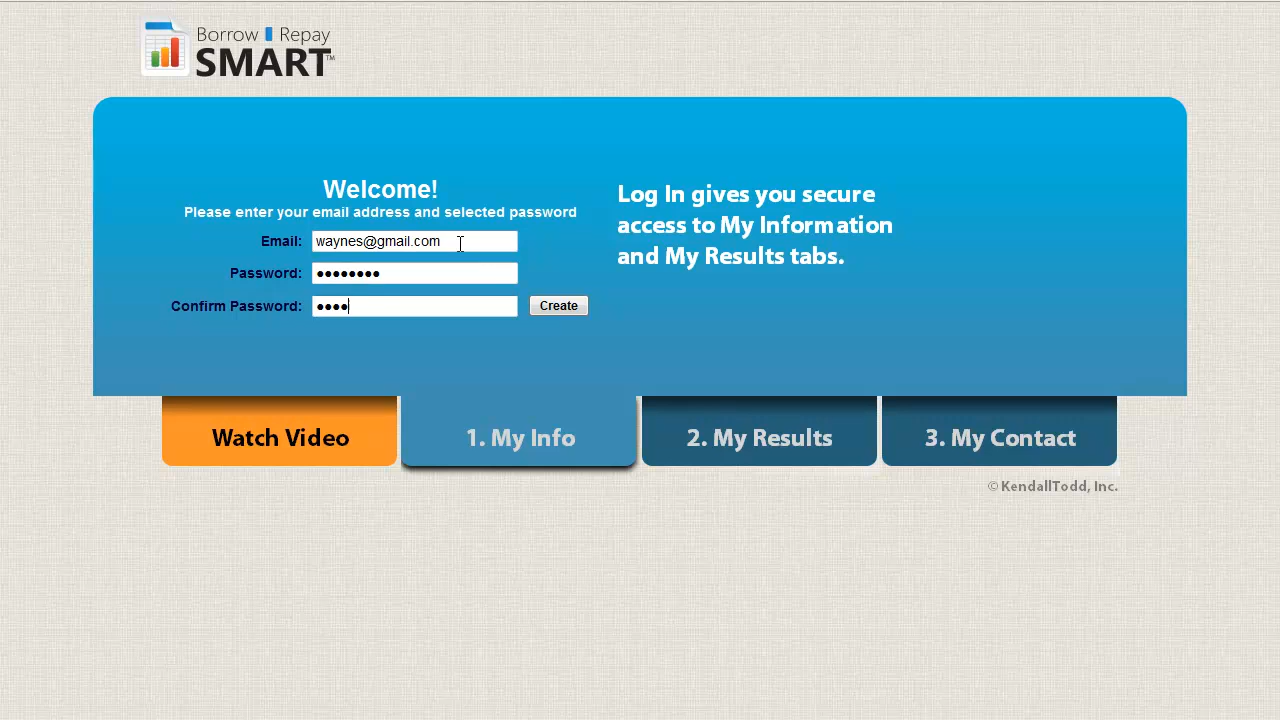 Borrow Repay
SMART™
Welcome!
Please enter your email address and selected password
Email: waynes@gmail.com
Password: ••••••••
Confirm Password: •••• Create
Log In gives you secure
access to My Information
and My Results tabs.
Watch Video
1. My Info
2. My Results
3. My Contact
© KendallTodd, Inc.